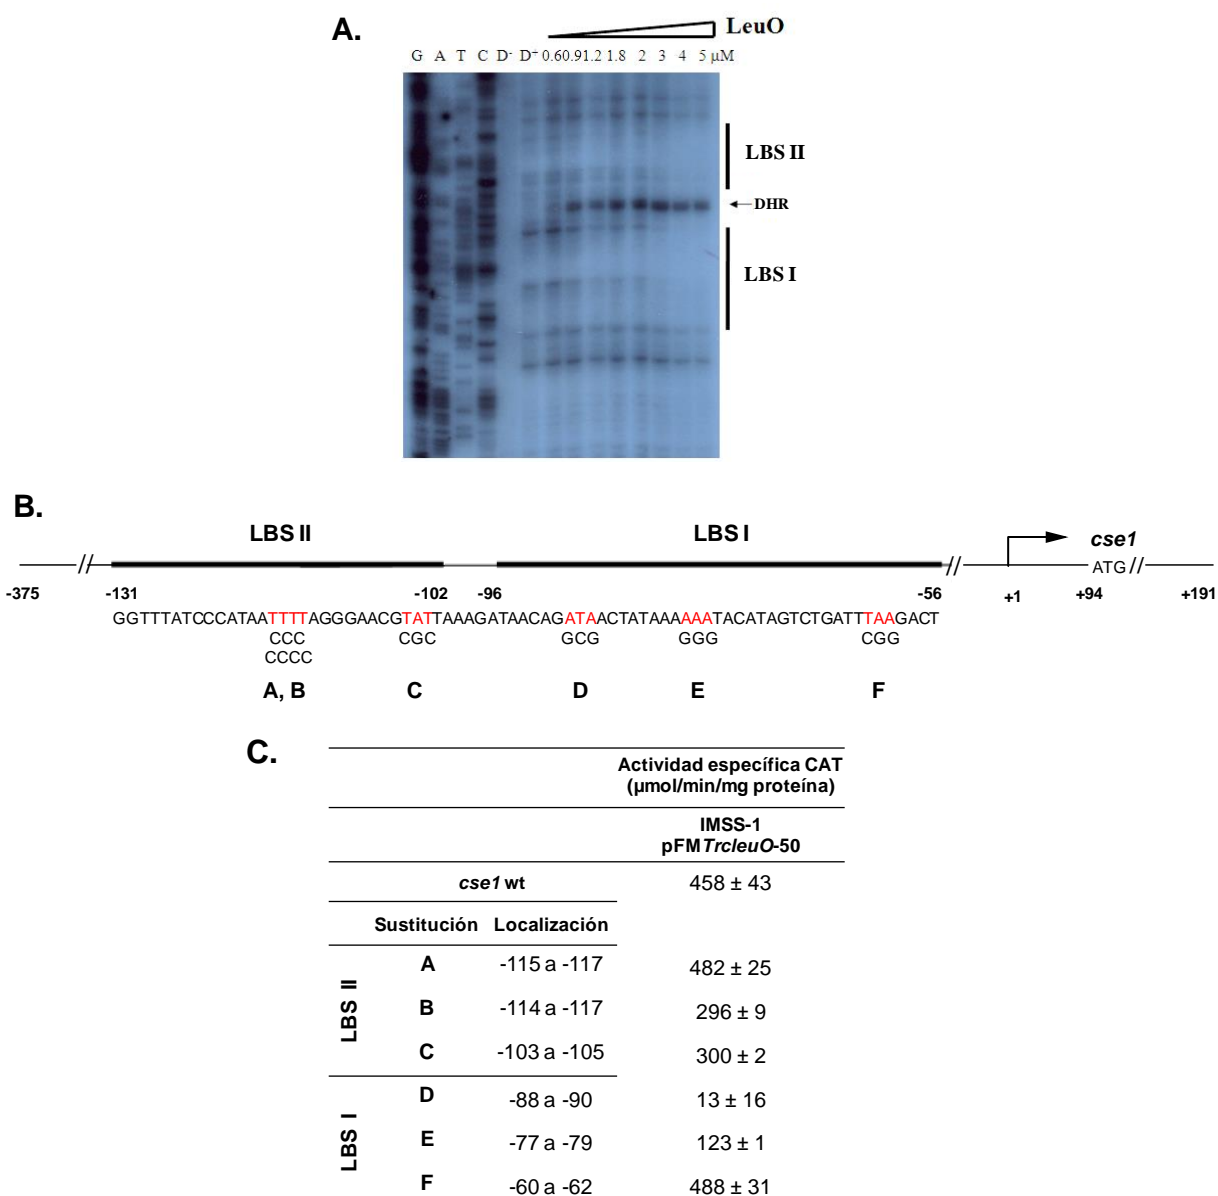 A.
LeuO
G A T C D- D+ 0.6 0.9 1.2 1.8 2 3 4 5 μM
LBS II
DHR
LBS I
B.
LBS II LBS I cse1
ATG
-375 -131 -102 -96 -56 +1 +94 +191
GGTTTATCCCATAATTTTAGGGAACGTATTAAAGATAACAGATAACTATAAAAAATACATAGTCTGATTTAAGACT
CCC CGC GCG GGG CGG
CCCC
A, B C D E F
C.
Actividad específica CAT
(μmol/min/mg proteína)
IMSS-1
pFMTrcleuO-50
cse1 wt 458 ± 43
Sustitución Localización
LBS II
A -115 a -117 482 ± 25
B -114 a -117 296 ± 9
C -103 a -105 300 ± 2
LBS I
D -88 a -90 13 ± 16
E -77 a -79 123 ± 1
F -60 a -62 488 ± 31